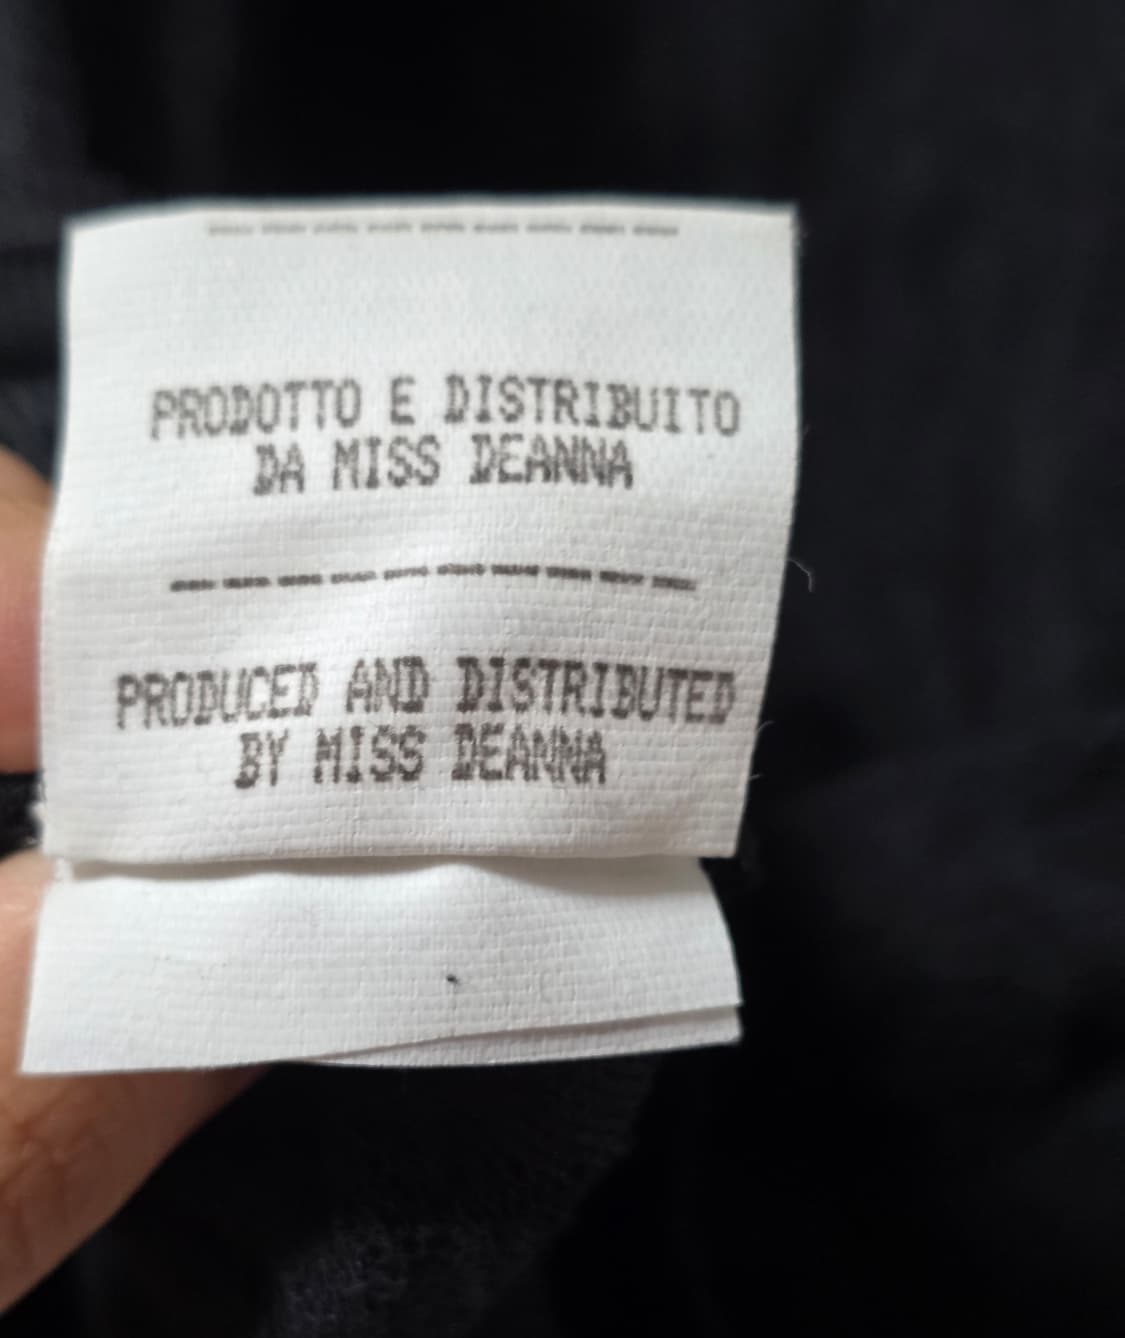 PRODOTTO E DISTRIBUITO
DA MISS DEANNA
PRODUCED AND DISTRIBUTED
BY MISS DEANNA